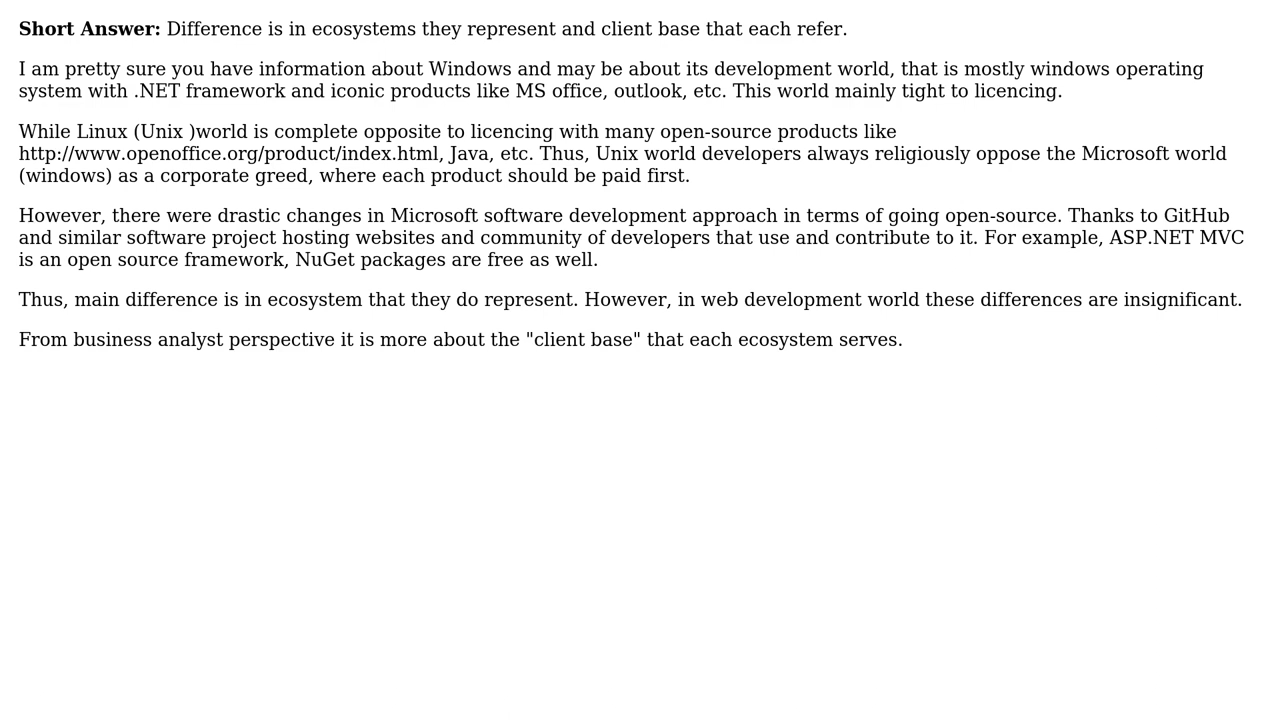 Short Answer: Difference is in ecosystems they represent and client base that each refer.
I am pretty sure you have information about Windows and may be about its development world, that is mostly windows operating
system with .NET framework and iconic products like MS office, outlook, etc. This world mainly tight to licencing.
While Linux (Unix )world is complete opposite to licencing with many open-source products like
http://www.openoffice.org/product/index.html, Java, etc. Thus, Unix world developers always religiously oppose the Microsoft world
(windows) as a corporate greed, where each product should be paid first.
However, there were drastic changes in Microsoft software development approach in terms of going open-source. Thanks to GitHub
and similar software project hosting websites and community of developers that use and contribute to it. For example, ASP.NET MVC
is an open source framework, NuGet packages are free as well.
Thus, main difference is in ecosystem that they do represent. However, in web development world these differences are insignificant.
From business analyst perspective it is more about the "client base" that each ecosystem serves.